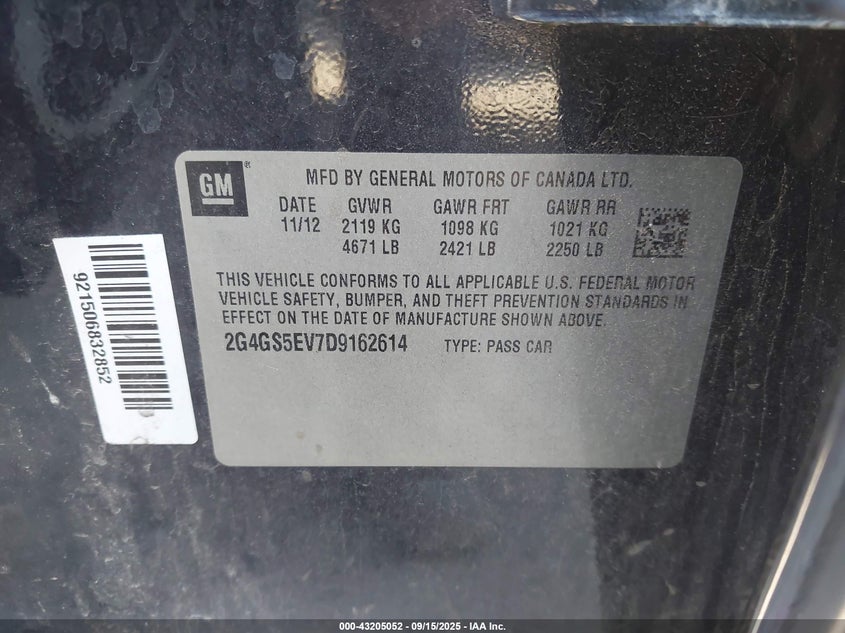 GM ®
MFD BY GENERAL MOTORS OF CANADA LTD.
DATE GVWR GAWR FRT GAWR RR
11/12 2119 KG 1098 KG 1021 KG
4671 LB 2421 LB 2250 LB
THIS VEHICLE CONFORMS TO ALL APPLICABLE U.S. FEDERAL MOTOR
VEHICLE SAFETY, BUMPER, AND THEFT PREVENTION STANDARDS IN
EFFECT ON THE DATE OF MANUFACTURE SHOWN ABOVE.
2G4GS5EV7D9162614 TYPE: PASS CAR
921506832852
000-43205052 - 09/15/2025 - IAA Inc.